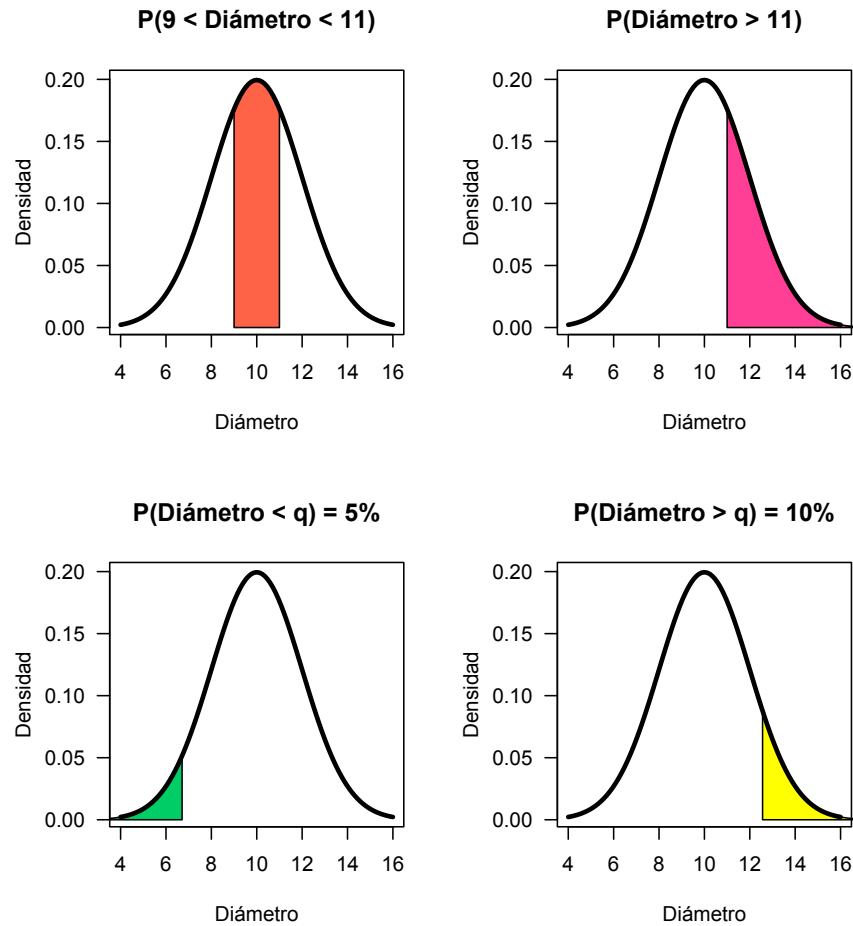 P(9 < Diámetro < 11)
0.20
0.15
0.10
0.05
0.00
Densidad
4 6 8 10 12 14 16
Diámetro
P(Diámetro > 11)
0.20
0.15
0.10
0.05
0.00
Densidad
4 6 8 10 12 14 16
Diámetro
P(Diámetro < q) = 5%
0.20
0.15
0.10
0.05
0.00
Densidad
4 6 8 10 12 14 16
Diámetro
P(Diámetro > q) = 10%
0.20
0.15
0.10
0.05
0.00
Densidad
4 6 8 10 12 14 16
Diámetro